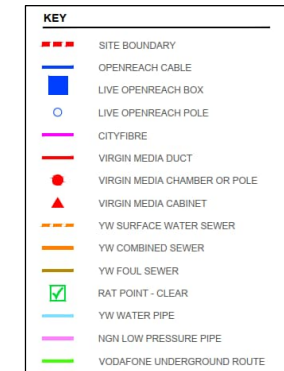 KEY
SITE BOUNDARY
OPENREACH CABLE
LIVE OPENREACH BOX
LIVE OPENREACH POLE
CITYFIBRE
VIRGIN MEDIA DUCT
VIRGIN MEDIA CHAMBER OR POLE
VIRGIN MEDIA CABINET
YW SURFACE WATER SEWER
YW COMBINED SEWER
YW FOUL SEWER
RAT POINT - CLEAR
YW WATER PIPE
NGN LOW PRESSURE PIPE
VODAFONE UNDERGROUND ROUTE